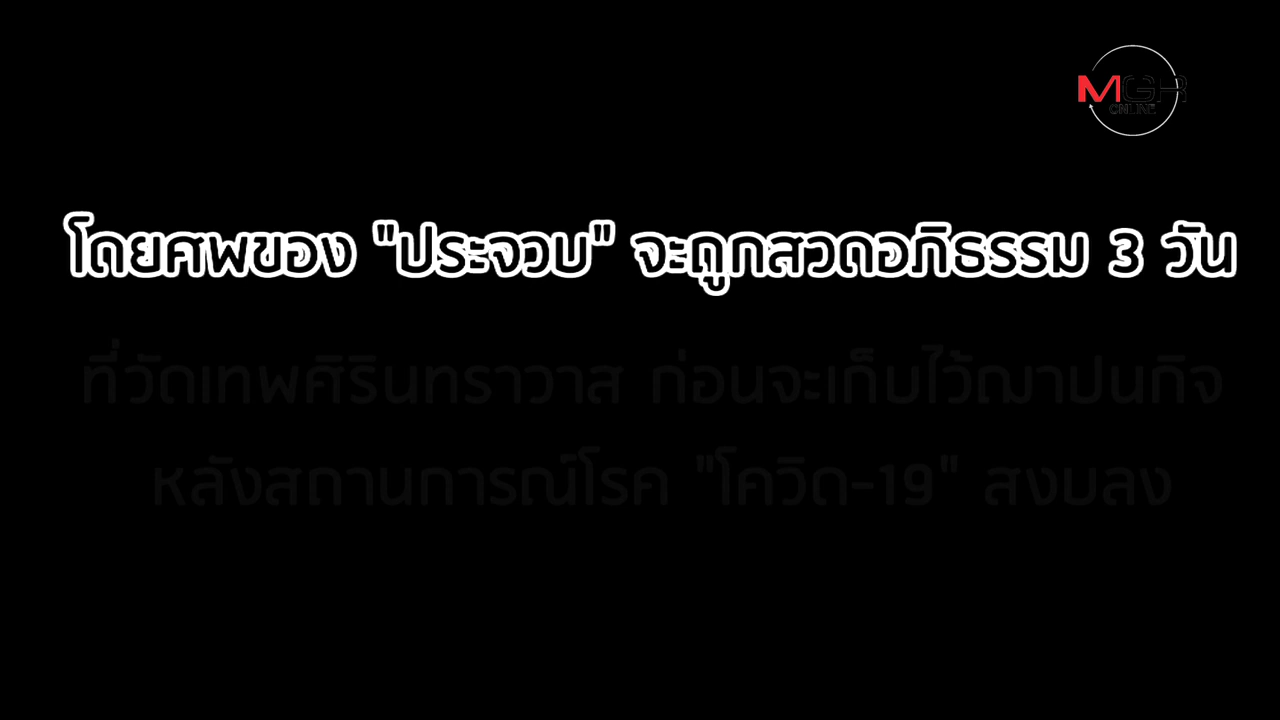 MGR
ONLINE
โดยศพของ "ประจวบ" จะถูกสวดอภิธรรม 3 วัน
ที่วัดเทพศิรินทราวาส ก่อนจะเก็บไว้ฌาปนกิจ
หลังสถานการณ์โรค "โควิด-19" สงบลง